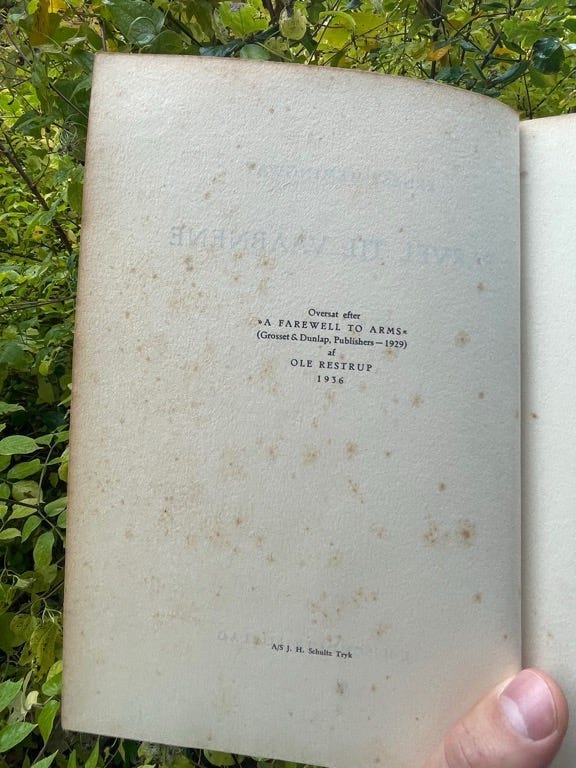 Oversat efter
»A FAREWELL TO ARMS«
(Grosset & Dunlap, Publishers — 1929)
af
OLE RESTRUP
1936
A/S J. H. Schultz Tryk